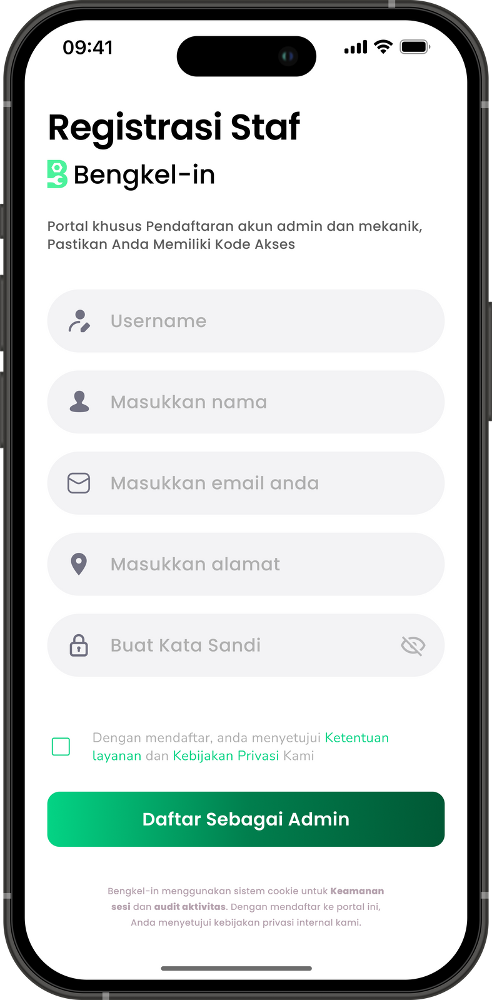 09:41
Registrasi Staf
Bengkel-in
Portal khusus Pendaftaran akun admin dan mekanik,
Pastikan Anda Memiliki Kode Akses
Username
Masukkan nama
Masukkan email anda
Masukkan alamat
Buat Kata Sandi
Dengan mendaftar, anda menyetujui Ketentuan
layanan dan Kebijakan Privasi Kami
Daftar Sebagai Admin
Bengkel-in menggunakan sistem cookie untuk Keamanan
sesi dan audit aktivitas. Dengan mendaftar ke portal ini,
Anda menyetujui kebijakan privasi internal kami.